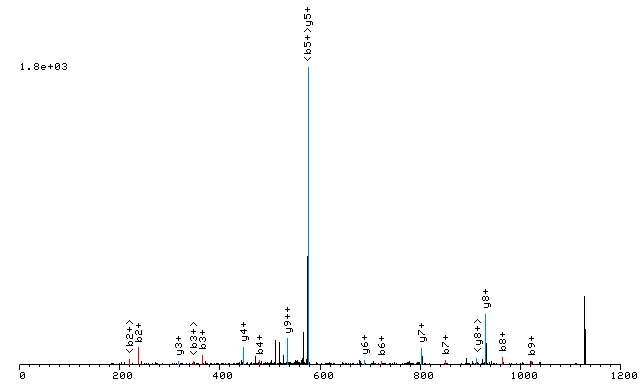 <b5+>y5+
1.8e+03
y8+
y9++
<b2+>
b2+
y3+
<b3+>
b3+
y4+
b4+
y6+
b6+
y7+
b7+
<y8+>
b8+
b9+
0 200 400 600 800 1000 1200